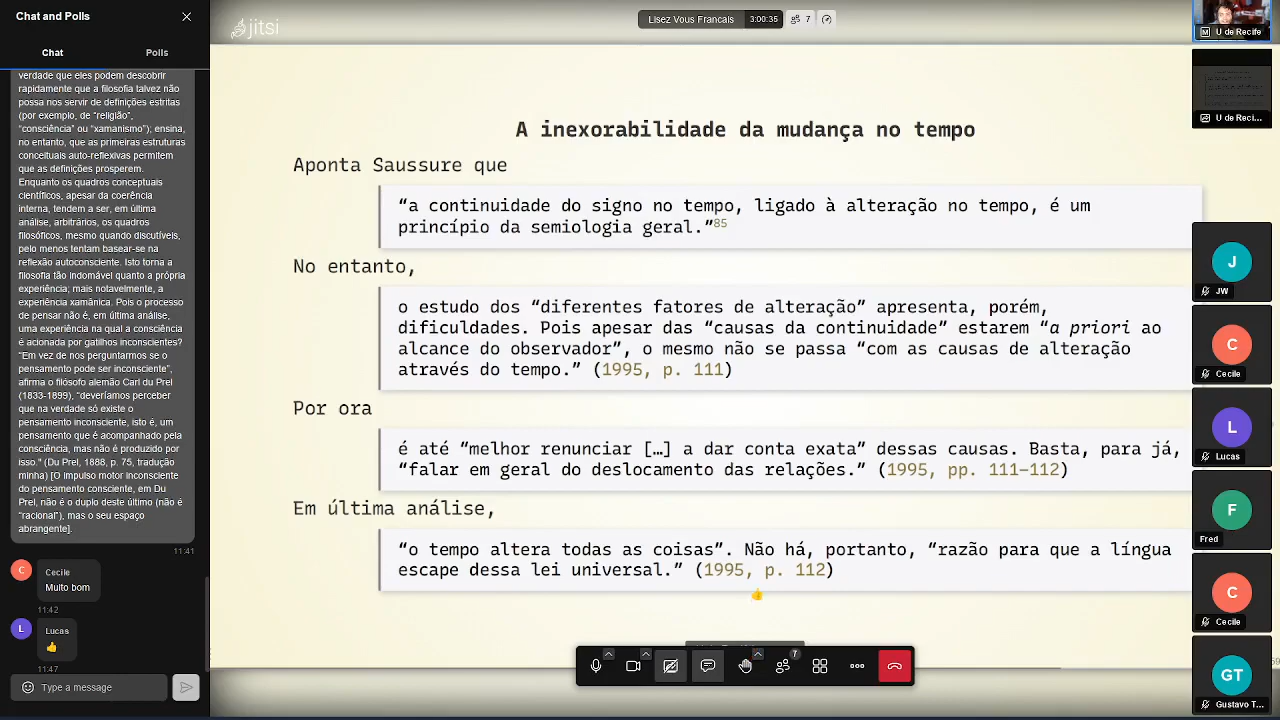 Chat and Polls
Chat
Polls
verdade que eles podem descobrir
rapidamente que a filosofia talvez não
possa nos servir de definições estritas
(por exemplo, de "religião",
"consciência" ou "xamanismo"); ensina,
no entanto, que as primeiras estruturas
conceituais auto-reflexivas permitem
que as definições prosperem.
Enquanto os quadros conceptuais
científicos, apesar da coerência
interna, tendem a ser, em última
análise, arbitrários, os quadros
filosóficos, mesmo quando discutíveis,
pelo menos tentam basear-se na
reflexão autoconsciente. Isto torna a
filosofia tão indomável quanto a própria
experiência; mais notavelmente, a
experiência xamânica. Pois o processo
de pensar não é, em última análise,
uma experiência na qual a consciência
é acionada por gatilhos inconscientes?
"Em vez de nos perguntarmos se o
pensamento pode ser inconsciente",
afirma o filósofo alemão Carl du Prel
(1833-1899), "deveríamos perceber
que na verdade só existe o
pensamento inconsciente, isto é, um
pensamento que é acompanhado pela
consciência, mas não é produzido por
isso." (Du Prel, 1888, p. 75, tradução
minha) [O impulso motor inconsciente
do pensamento consciente, em Du
Prel, não é o duplo deste último (não é
"racional"), mas o seu espaço
abrangente].
11:41
C
Cecile
Muito bom
11:42
L
Lucas
11:47
Type a message
jitsi
Lisez Vous Francais
3:00:35
7
A inexorabilidade da mudança no tempo
Aponta Saussure que
“a continuidade do signo no tempo, ligado à alteração no tempo, é um
princípio da semiologia geral.”85
No entanto,
o estudo dos “diferentes fatores de alteração” apresenta, porém,
dificuldades. Pois apesar das “causas da continuidade” estarem “a priori ao
alcance do observador”, o mesmo não se passa “com as causas de alteração
através do tempo.” (1995, p. 111)
Por ora
é até “melhor renunciar […] a dar conta exata” dessas causas. Basta, para já,
“falar em geral do deslocamento das relações.” (1995, pp. 111–112)
Em última análise,
“o tempo altera todas as coisas”. Não há, portanto, “razão para que a língua
escape dessa lei universal.” (1995, p. 112)
7
M
U de Recife
U de Reci...
J
JW
C
Cecile
L
Lucas
F
Fred
C
Cecile
GT
Gustavo T...